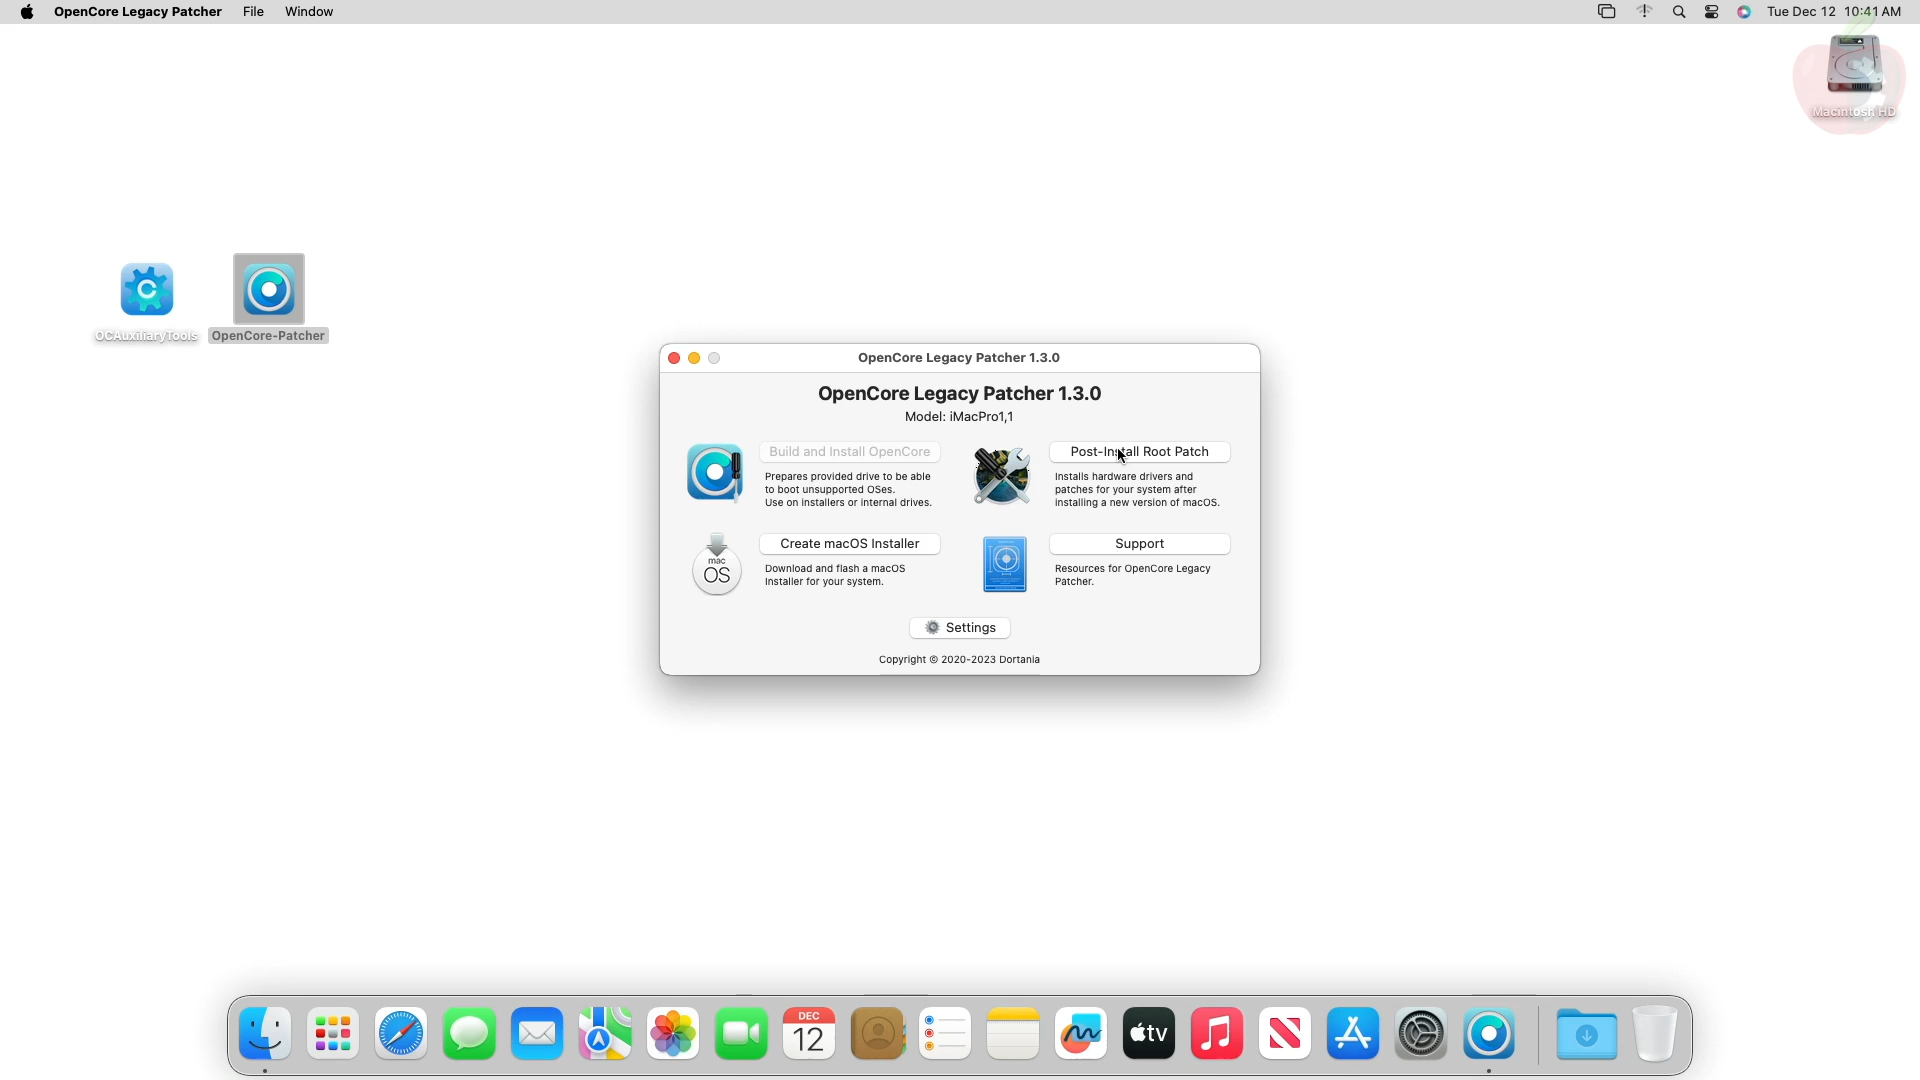 OpenCore Legacy Patcher File Window Tue Dec 12 10:41 AM
Macintosh HD
OCAuxiliaryTools OpenCore-Patcher
OpenCore Legacy Patcher 1.3.0
OpenCore Legacy Patcher 1.3.0
Model: iMacPro1,1
Build and Install OpenCore
Prepares provided drive to be able
to boot unsupported OSes.
Use on installers or internal drives.
Post-Install Root Patch
Installs hardware drivers and
patches for your system after
installing a new version of macOS.
mac
OS
Create macOS Installer
Download and flash a macOS
Installer for your system.
Support
Resources for OpenCore Legacy
Patcher.
Settings
Copyright © 2020-2023 Dortania
DEC
12
tv